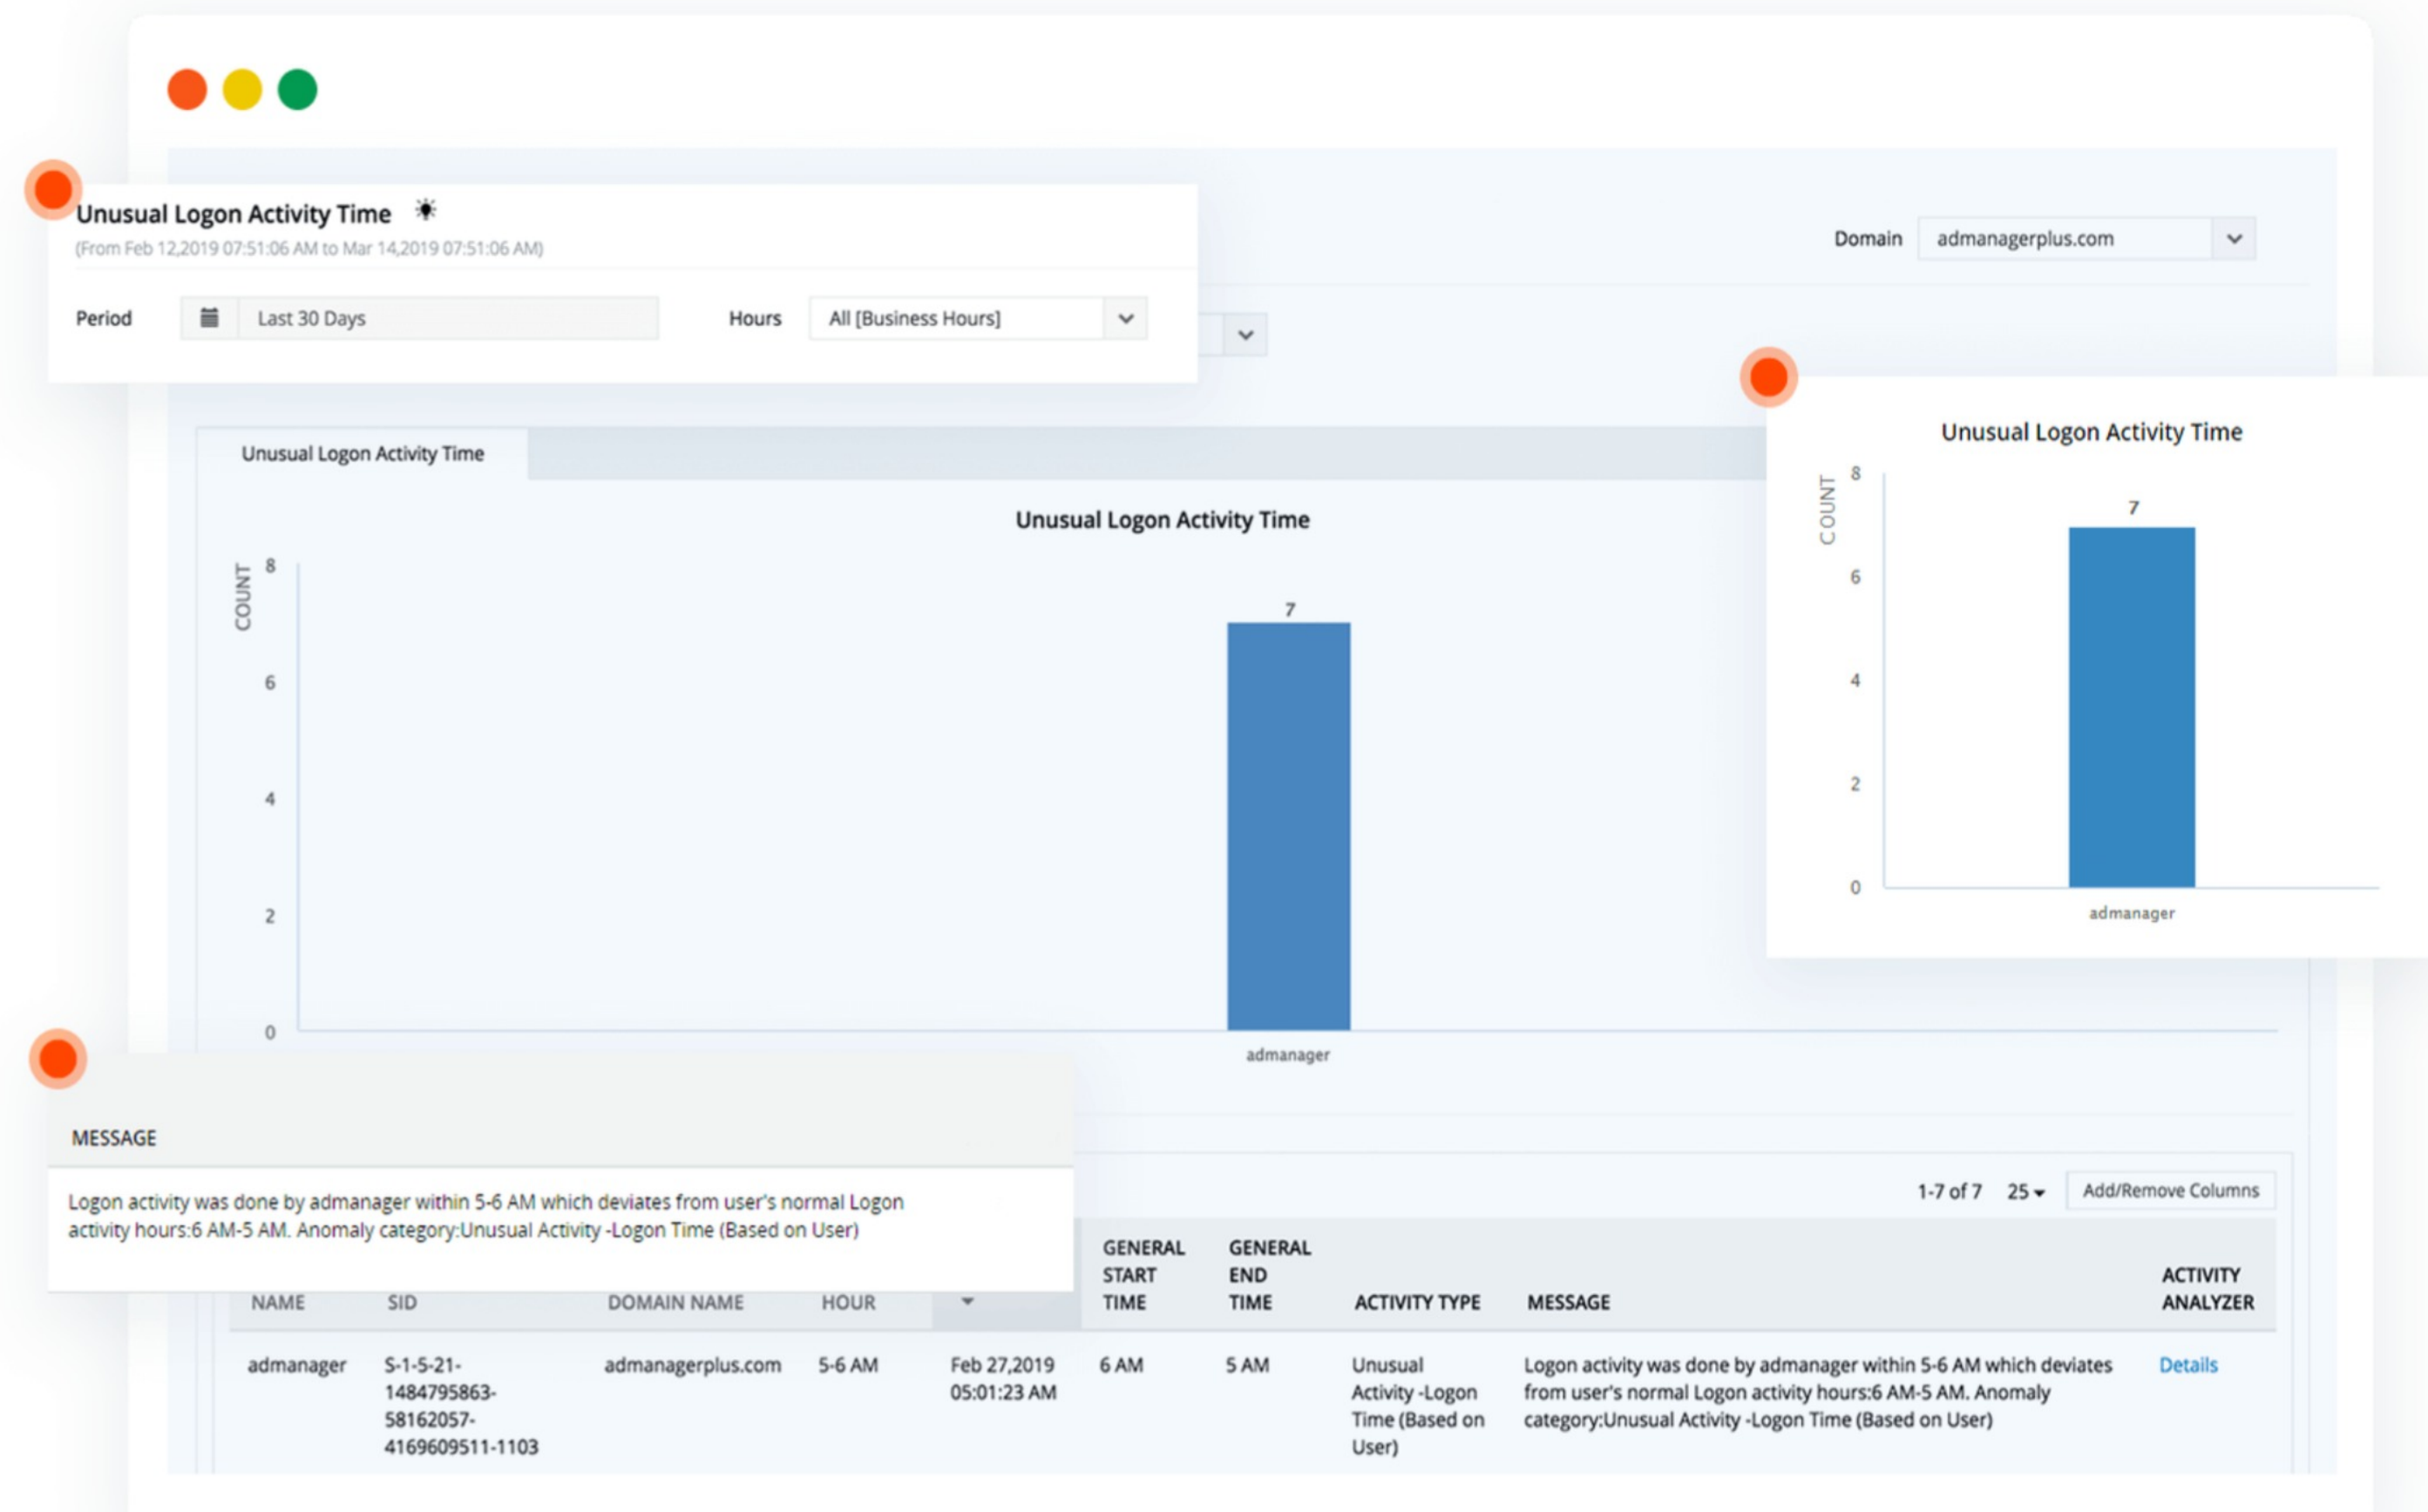 Unusual Logon Activity Time
(From Feb 12,2019 07:51:06 AM to Mar 14,2019 07:51:06 AM)
Period Last 30 Days Hours All [Business Hours]
Domain admanagerplus.com
Unusual Logon Activity Time
Unusual Logon Activity Time
COUNT
8
6
4
2
0
7
admanager
Unusual Logon Activity Time
COUNT
8
6
4
2
0
7
admanager
MESSAGE
Logon activity was done by admanager within 5-6 AM which deviates from user's normal Logon
activity hours:6 AM-5 AM. Anomaly category:Unusual Activity -Logon Time (Based on User)
1-7 of 7 25 Add/Remove Columns
NAME
SID
DOMAIN NAME
HOUR
GENERAL
START
TIME
GENERAL
END
TIME
ACTIVITY TYPE
MESSAGE
ACTIVITY
ANALYZER
admanager
S-1-5-21-
1484795863-
58162057-
4169609511-1103
admanagerplus.com
5-6 AM
Feb 27,2019
05:01:23 AM
6 AM
5 AM
Unusual
Activity -Logon
Time (Based on
User)
Logon activity was done by admanager within 5-6 AM which deviates
from user's normal Logon activity hours:6 AM-5 AM. Anomaly
category:Unusual Activity -Logon Time (Based on User)
Details